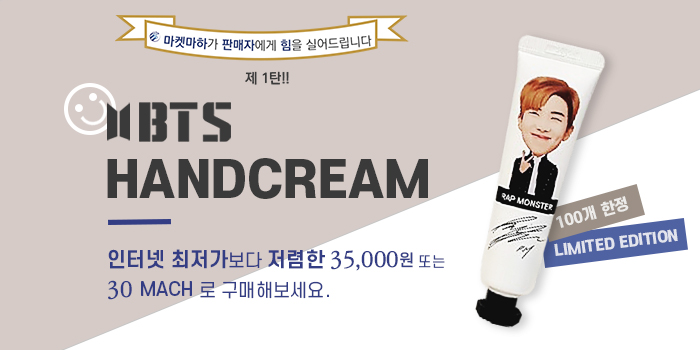 마켓마하가 판매자에게 힘을 실어드립니다
제 1탄!!
BTS
HANDCREAM
인터넷 최저가보다 저렴한 35,000원 또는
30 MACH 로 구매해보세요.
RAP MONSTER
RM
100개 한정
LIMITED EDITION